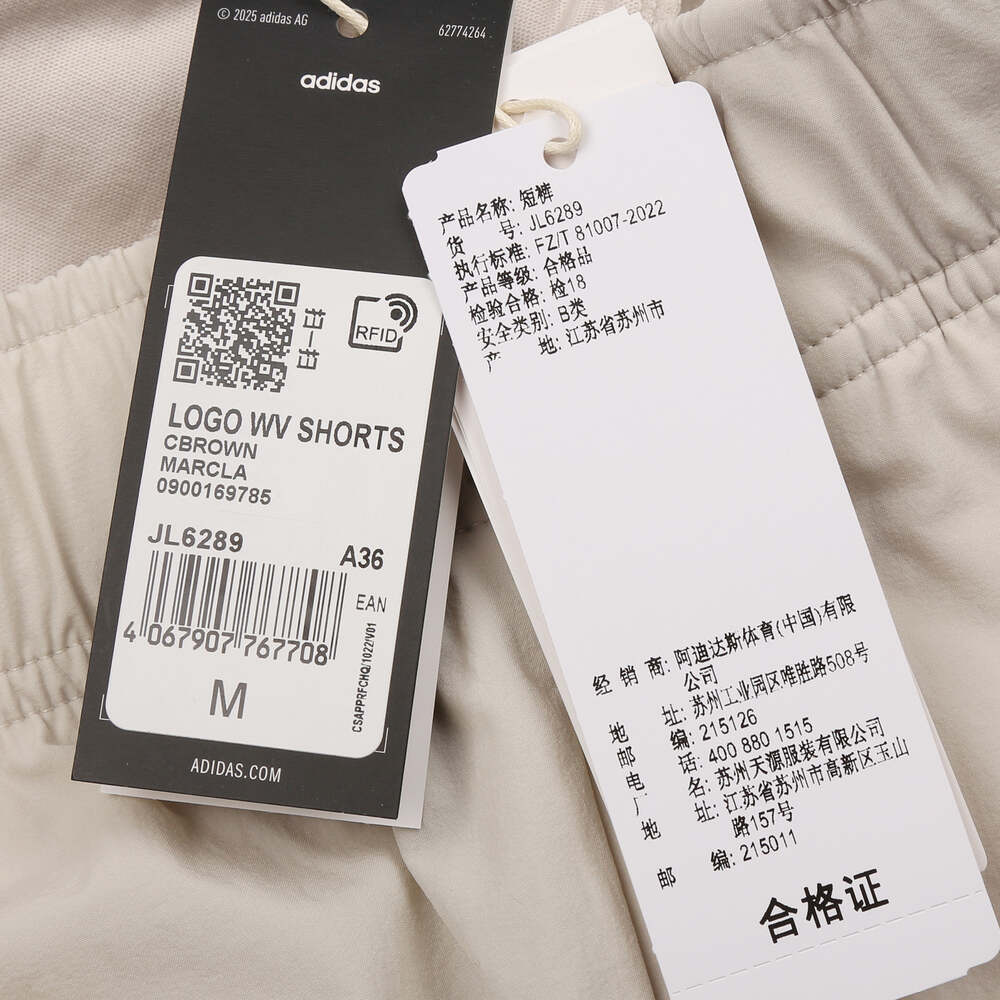 © 2025 adidas AG
62774264
adidas
RFID
LOGO WV SHORTS
CBROWN
MARCLA
0900169785
JL6289
A36
EAN
4 067907 767708
CSAPPRFCHQ/1022/V01
M
ADIDAS.COM
产品名称: 短裤
货 号: JL6289
执行标准: FZ/T 81007-2022
产品等级: 合格品
检验合格: 检18
安全类别: B类
产 地: 江苏省苏州市
经 销 商: 阿迪达斯体育(中国)有限
公司
地 址: 苏州工业园区唯胜路508号
邮 编: 215126
电 话: 400 880 1515
厂 名: 苏州天源服装有限公司
地 址: 江苏省苏州市高新区玉山
路157号
邮 编: 215011
合格证